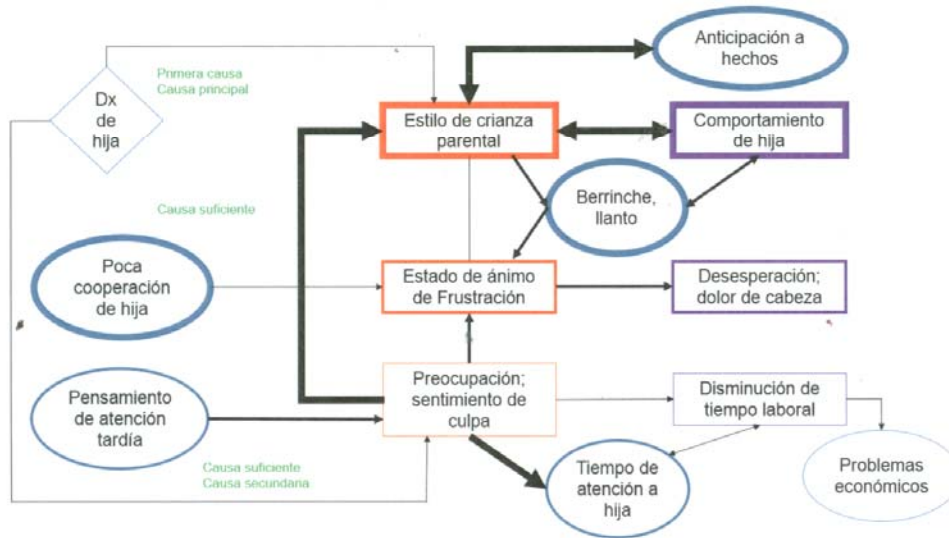 Anticipación a
hechos
Primera causa
Causa principal
Dx
de
hija
Estilo de crianza
parental
Comportamiento
de hija
Causa suficiente
Berrinche,
llanto
Poca
cooperación
de hija
Estado de ánimo
de Frustración
Desesperación;
dolor de cabeza
Pensamiento
de atención
tardía
Preocupación;
sentimiento de
culpa
Disminución de
tiempo laboral
Causa suficiente
Causa secundaria
Tiempo de
atención a
hija
Problemas
económicos